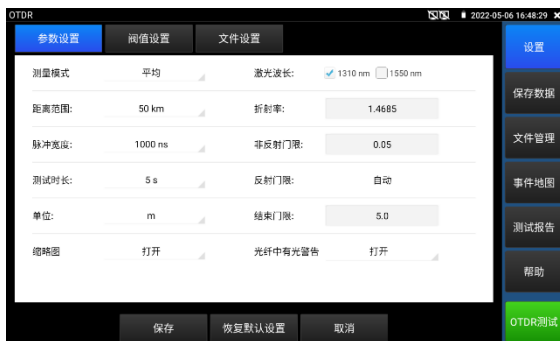 OTDR 2022-05-06 16:48:29
参数设置 阀值设置 文件设置 设置
测量模式 平均 激光波长: 1310 nm 1550 nm
保存数据
距离范围: 50 km 折射率: 1.4685
脉冲宽度: 1000 ns 非反射门限: 0.05 文件管理
测试时长: 5 s 反射门限: 自动 事件地图
单位: m 结束门限: 5.0 测试报告
缩略图 打开 光纤中有光警告 打开
帮助
保存 恢复默认设置 取消 OTDR测试